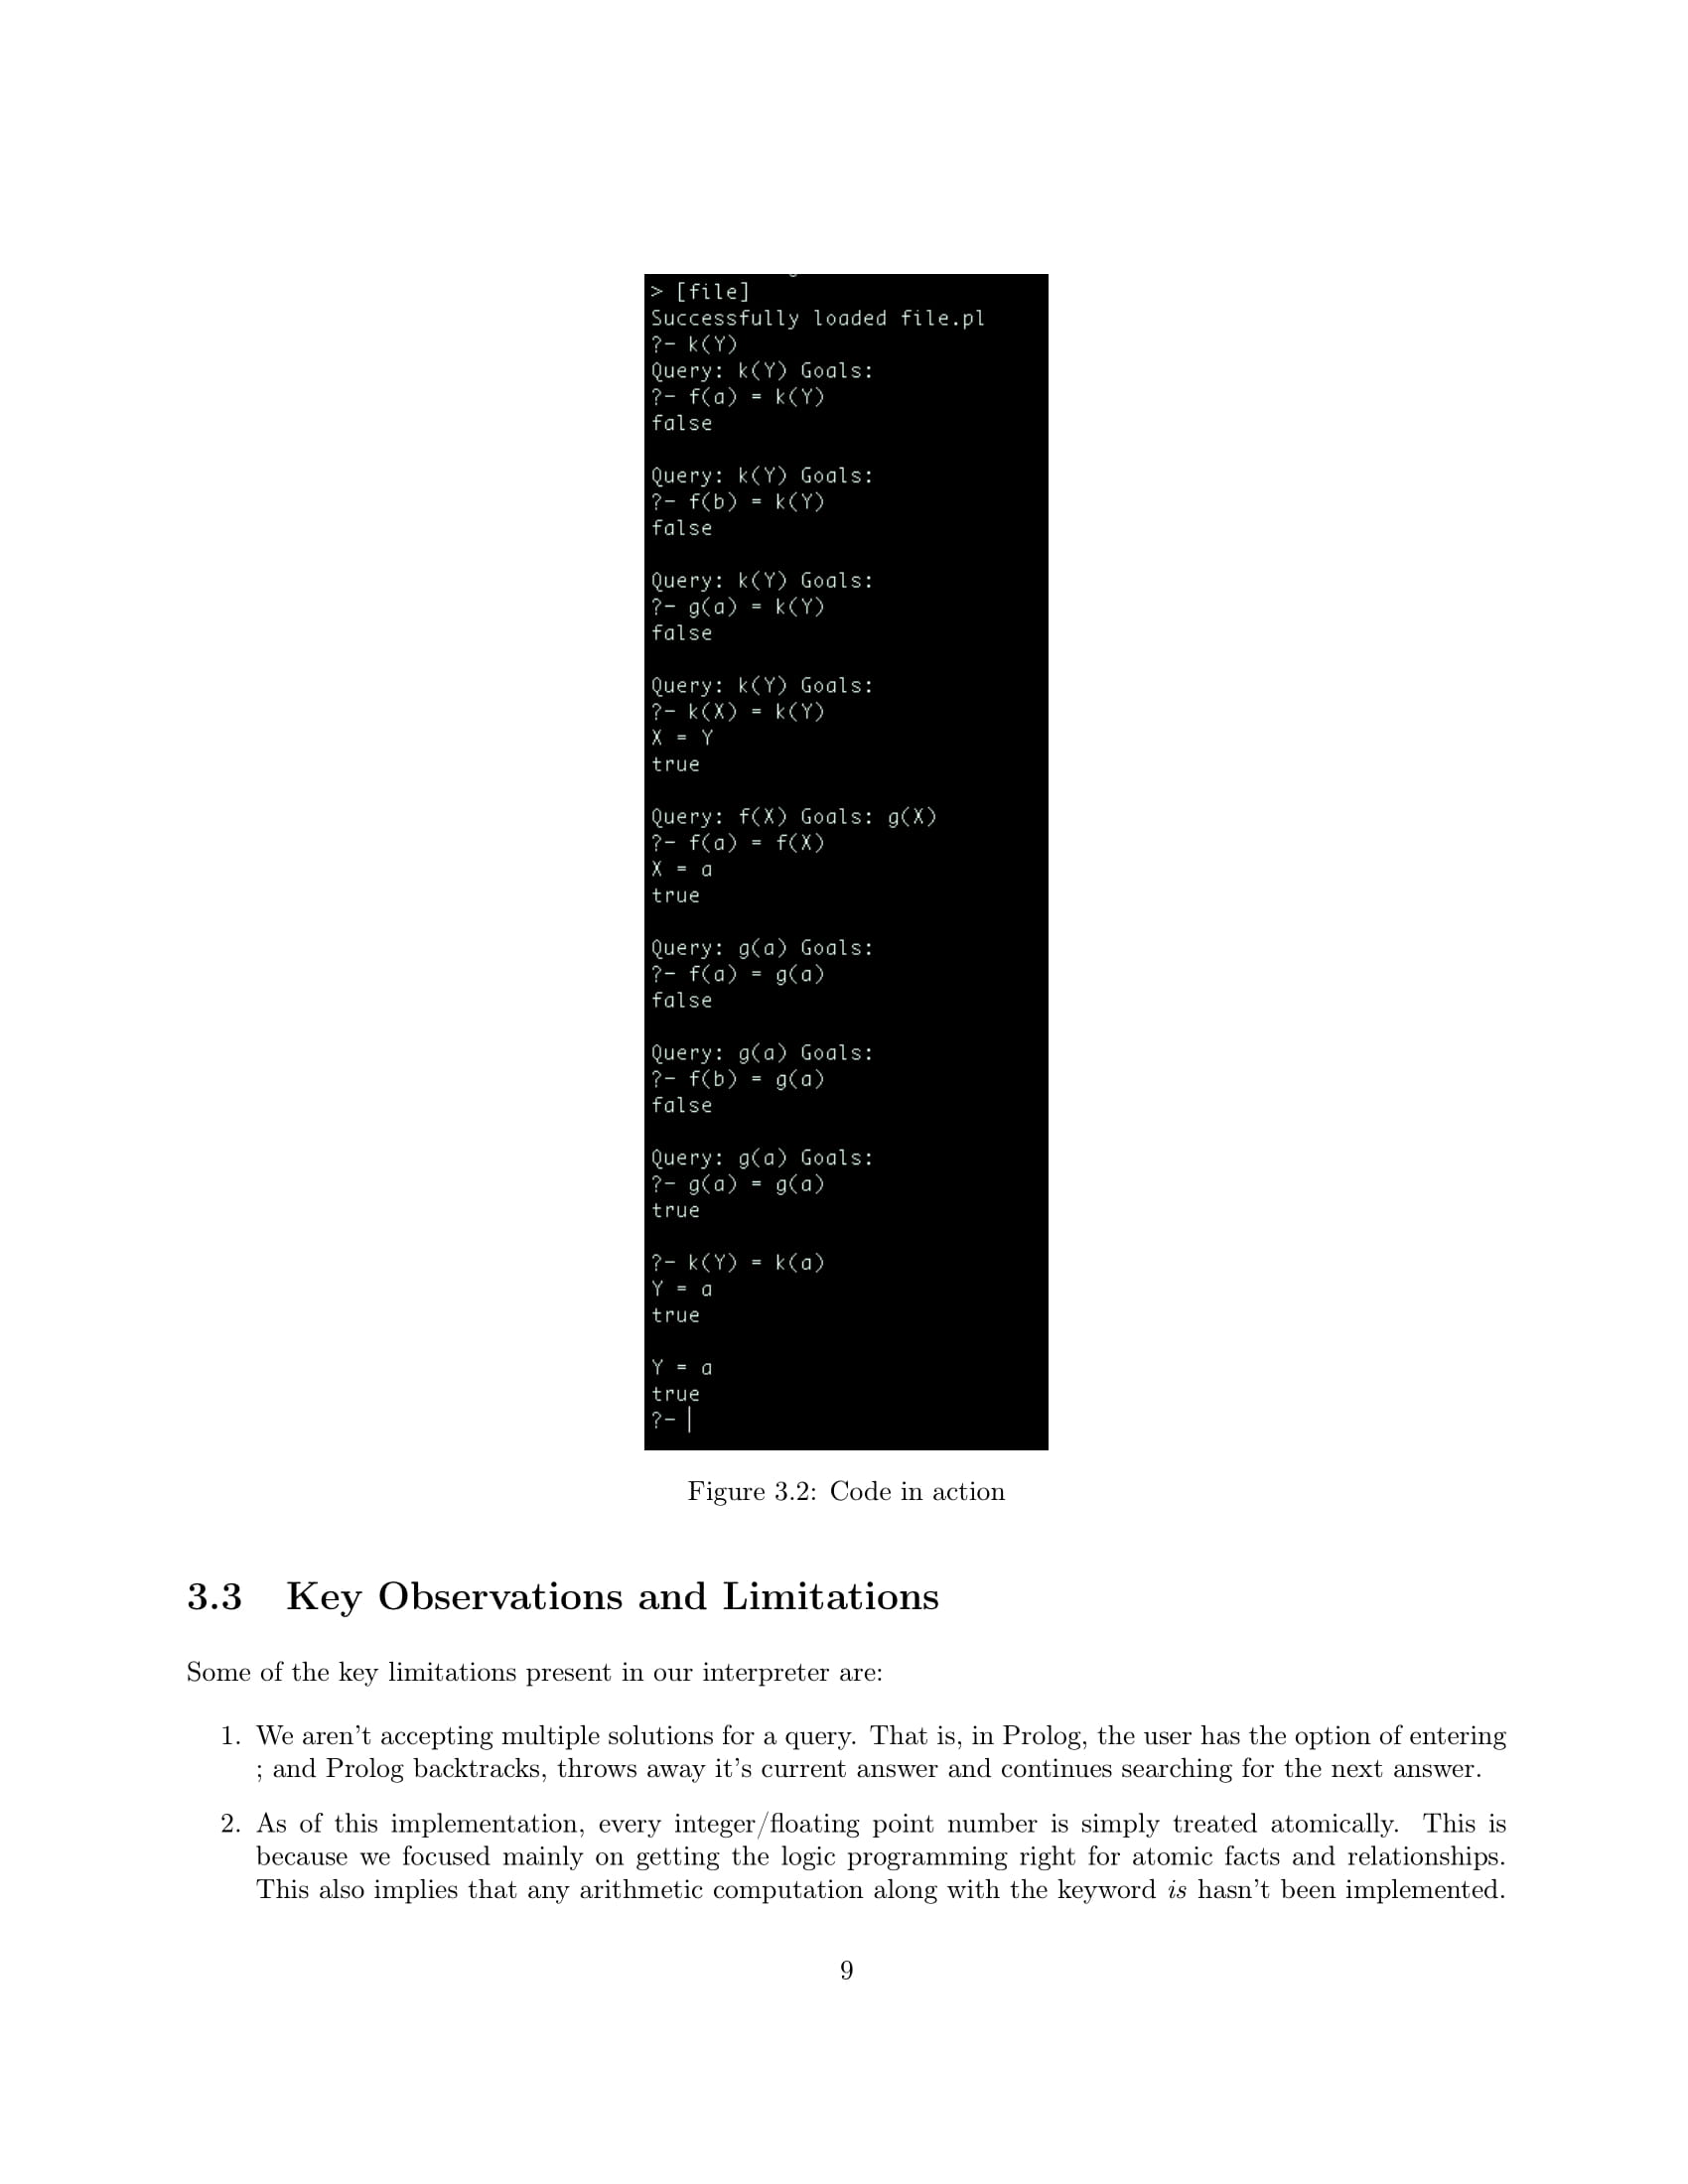 > [file]
Successfully loaded file.pl
?- k(Y)
Query: k(Y) Goals:
?- f(a) = k(Y)
false
Query: k(Y) Goals:
?- f(b) = k(Y)
false
Query: k(Y) Goals:
?- g(a) = k(Y)
false
Query: k(Y) Goals:
?- k(X) = k(Y)
X = Y
true
Query: f(X) Goals: g(X)
?- f(a) = f(X)
X = a
true
Query: g(a) Goals:
?- f(a) = g(a)
false
Query: g(a) Goals:
?- f(b) = g(a)
false
Query: g(a) Goals:
?- g(a) = g(a)
true
?- k(Y) = k(a)
Y = a
true
Y = a
true
?-
Figure 3.2: Code in action
3.3 Key Observations and Limitations
Some of the key limitations present in our interpreter are:
1. We aren't accepting multiple solutions for a query. That is, in Prolog, the user has the option of entering
; and Prolog backtracks, throws away it's current answer and continues searching for the next answer.
2. As of this implementation, every integer/floating point number is simply treated atomically. This is
because we focused mainly on getting the logic programming right for atomic facts and relationships.
This also implies that any arithmetic computation along with the keyword is hasn't been implemented.
9